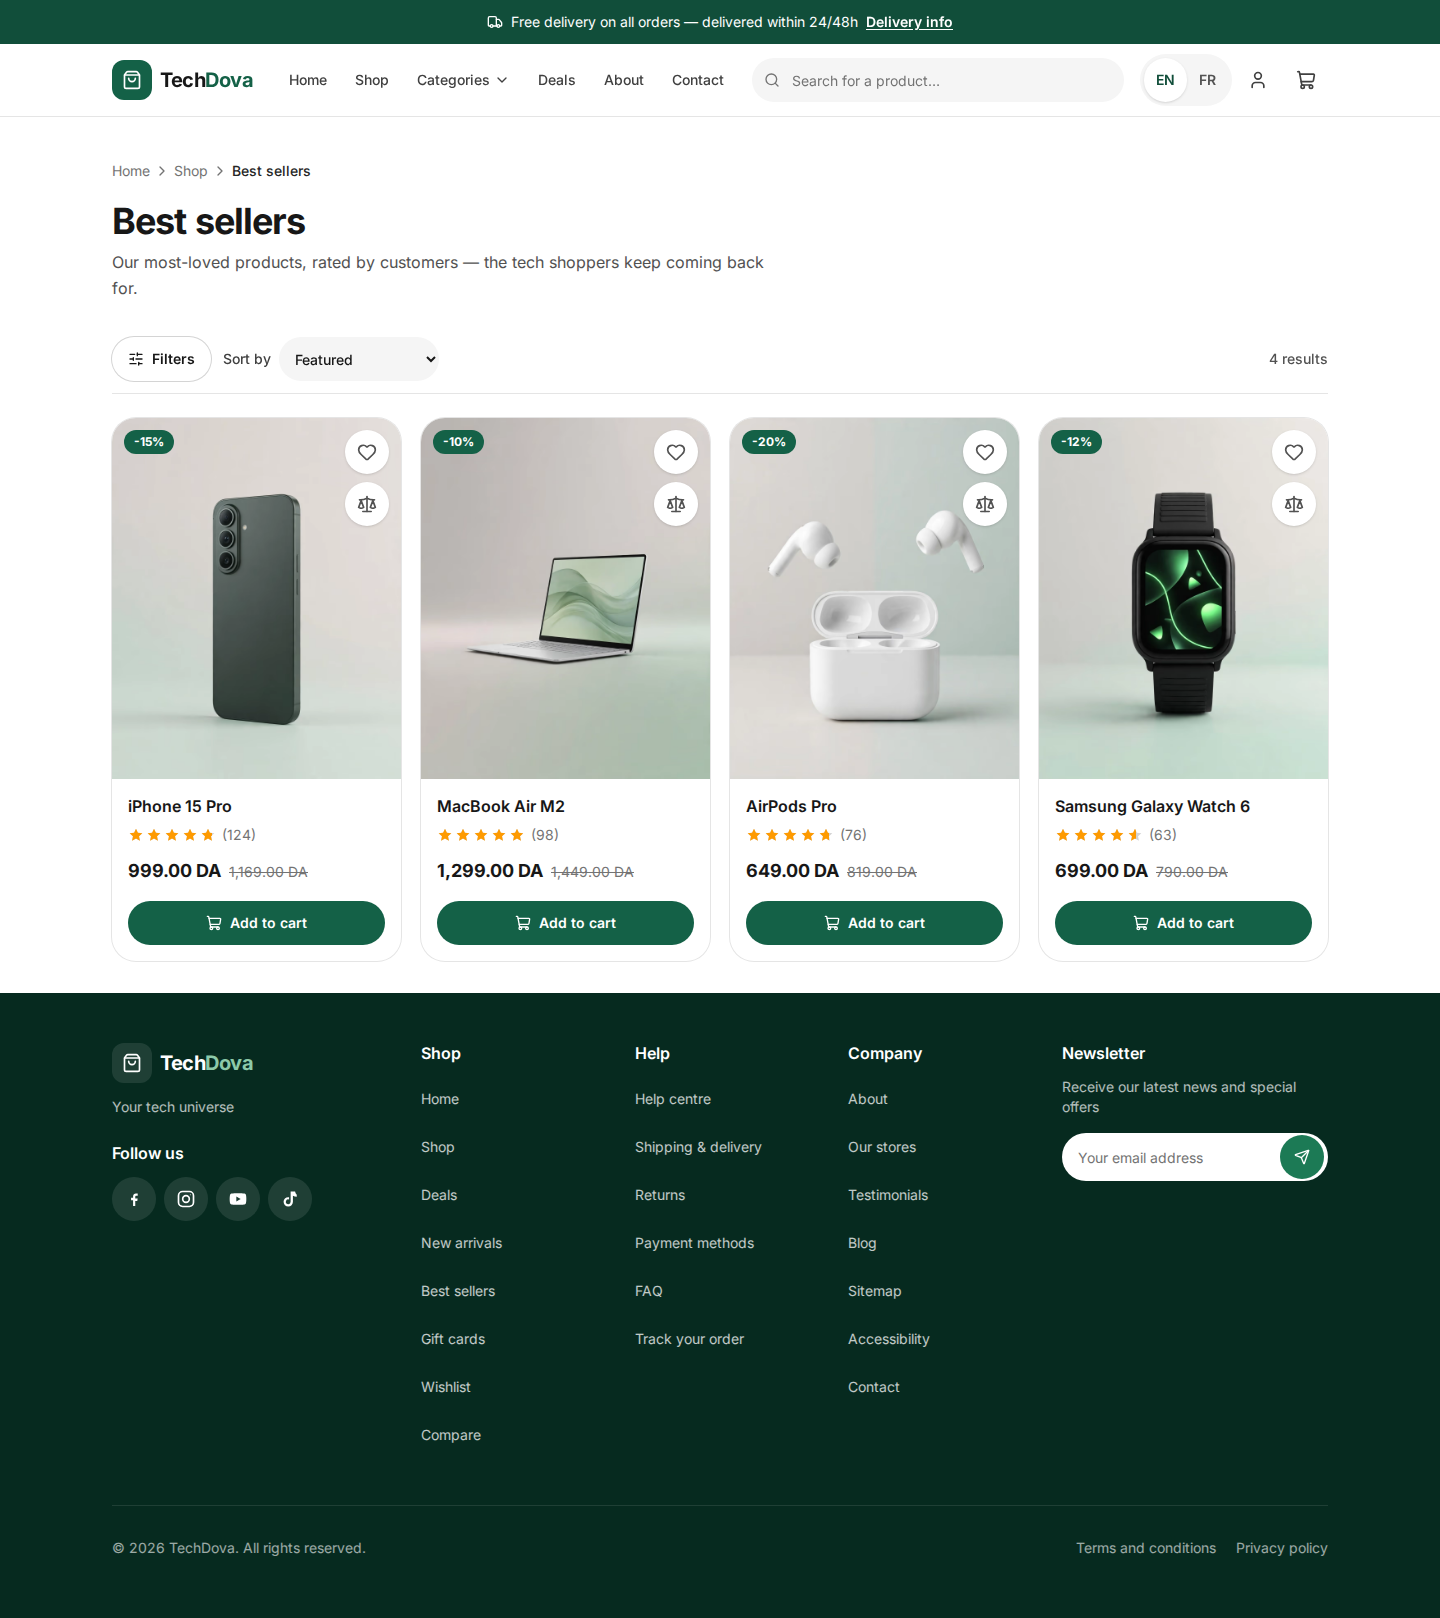 Free delivery on all orders — delivered within 24/48h Delivery info
TechDova
Home
Shop
Categories
Deals
About
Contact
Search for a product...
EN
FR
Home
Shop
Best sellers
Best sellers
Our most-loved products, rated by customers — the tech shoppers keep coming back
for.
Filters
Sort by
Featured
4 results
-15%
-10%
-20%
-12%
iPhone 15 Pro
(124)
999.00 DA 1,169.00 DA
Add to cart
MacBook Air M2
(98)
1,299.00 DA 1,449.00 DA
Add to cart
AirPods Pro
(76)
649.00 DA 819.00 DA
Add to cart
Samsung Galaxy Watch 6
(63)
699.00 DA 790.00 DA
Add to cart
TechDova
Your tech universe
Follow us
Shop
Home
Shop
Deals
New arrivals
Best sellers
Gift cards
Wishlist
Compare
Help
Help centre
Shipping & delivery
Returns
Payment methods
FAQ
Track your order
Company
About
Our stores
Testimonials
Blog
Sitemap
Accessibility
Contact
Newsletter
Receive our latest news and special
offers
Your email address
© 2026 TechDova. All rights reserved.
Terms and conditions
Privacy policy